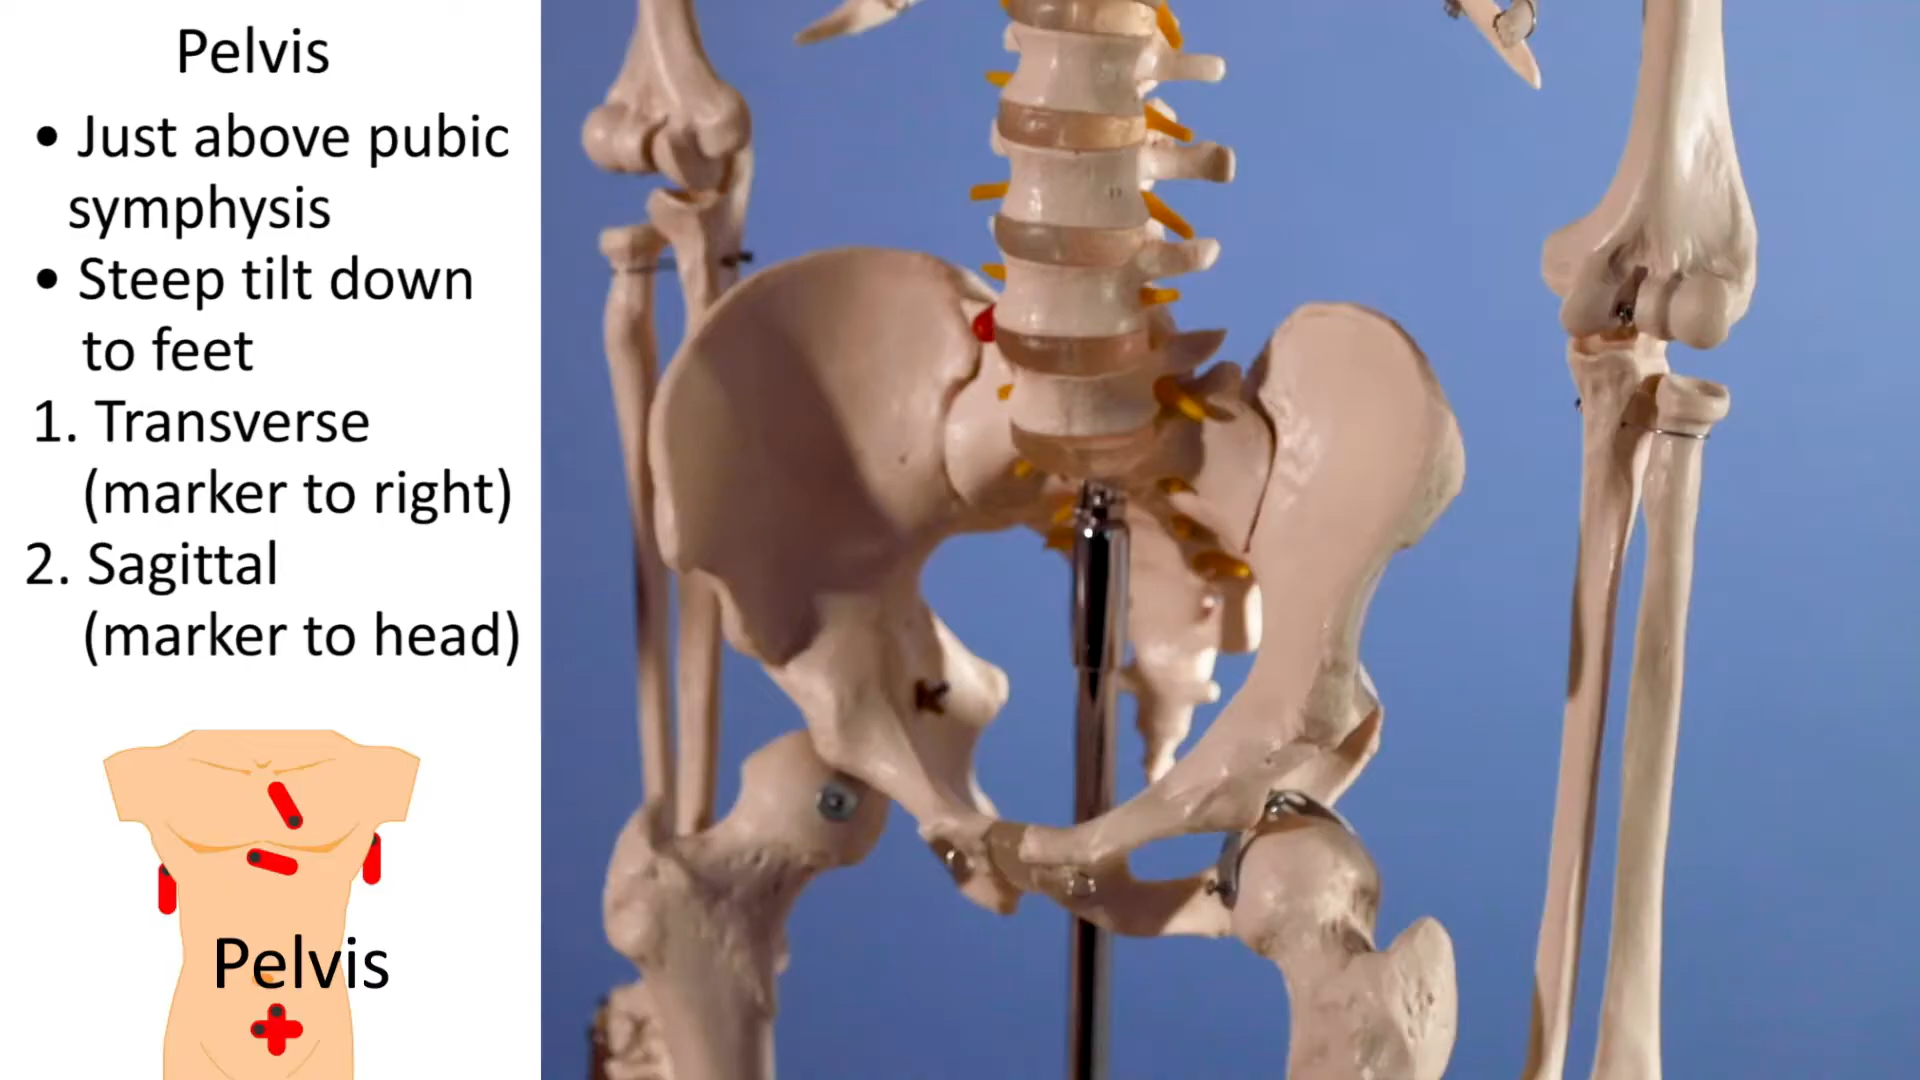 Pelvis
• Just above pubic
symphysis
• Steep tilt down
to feet
1. Transverse
(marker to right)
2. Sagittal
(marker to head)
Pelvis